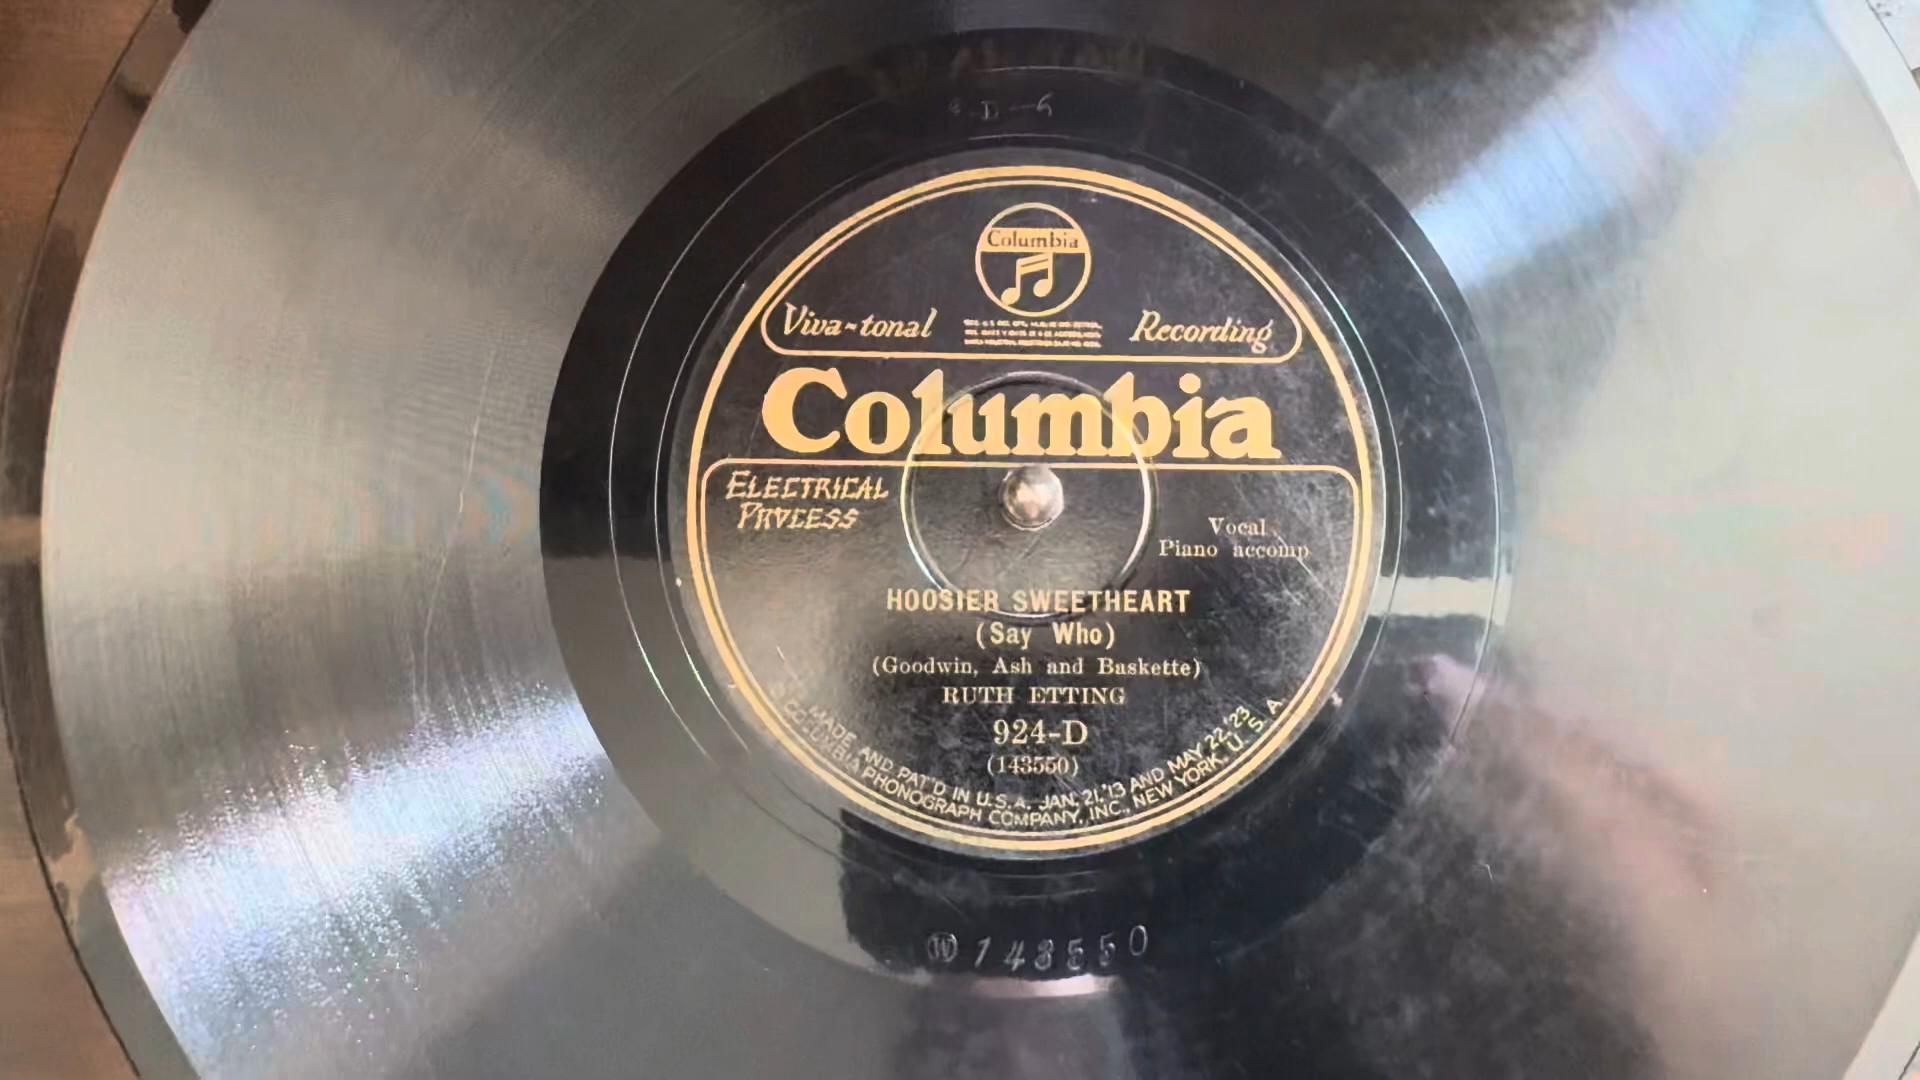 Columbia
Viva-tonal Recording
Columbia
ELECTRICAL
PROCESS
Vocal
Piano accomp
HOOSIER SWEETHEART
(Say Who)
(Goodwin, Ash and Baskette)
RUTH ETTING
924-D
(143550)
MADE AND PAT'D IN U.S.A. JAN. 21,'13 AND MAY 22,'23
COLUMBIA PHONOGRAPH COMPANY, INC., NEW YORK, U. S. A.
W 143550